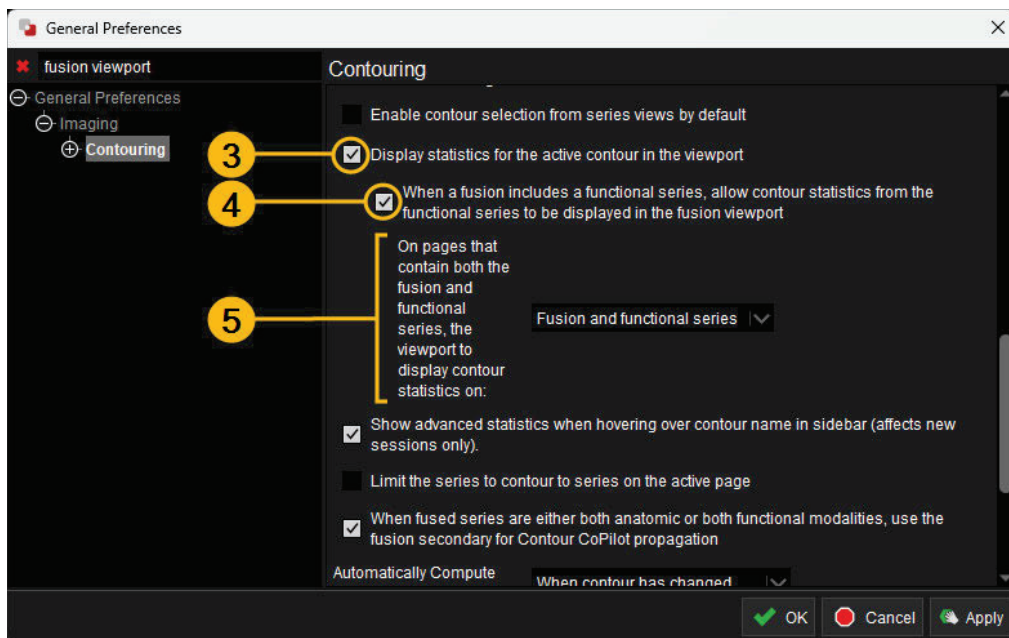 General Preferences
fusion viewport
General Preferences
Imaging
Contouring
Contouring
Enable contour selection from series views by default
3
Display statistics for the active contour in the viewport
4
When a fusion includes a functional series, allow contour statistics from the
functional series to be displayed in the fusion viewport
5
On pages that
contain both the
fusion and
functional
series, the
viewport to
display contour
statistics on:
Fusion and functional series
Show advanced statistics when hovering over contour name in sidebar (affects new
sessions only).
Limit the series to contour to series on the active page
When fused series are either both anatomic or both functional modalities, use the
fusion secondary for Contour CoPilot propagation
Automatically Compute
When contour has changed
OK
Cancel
Apply